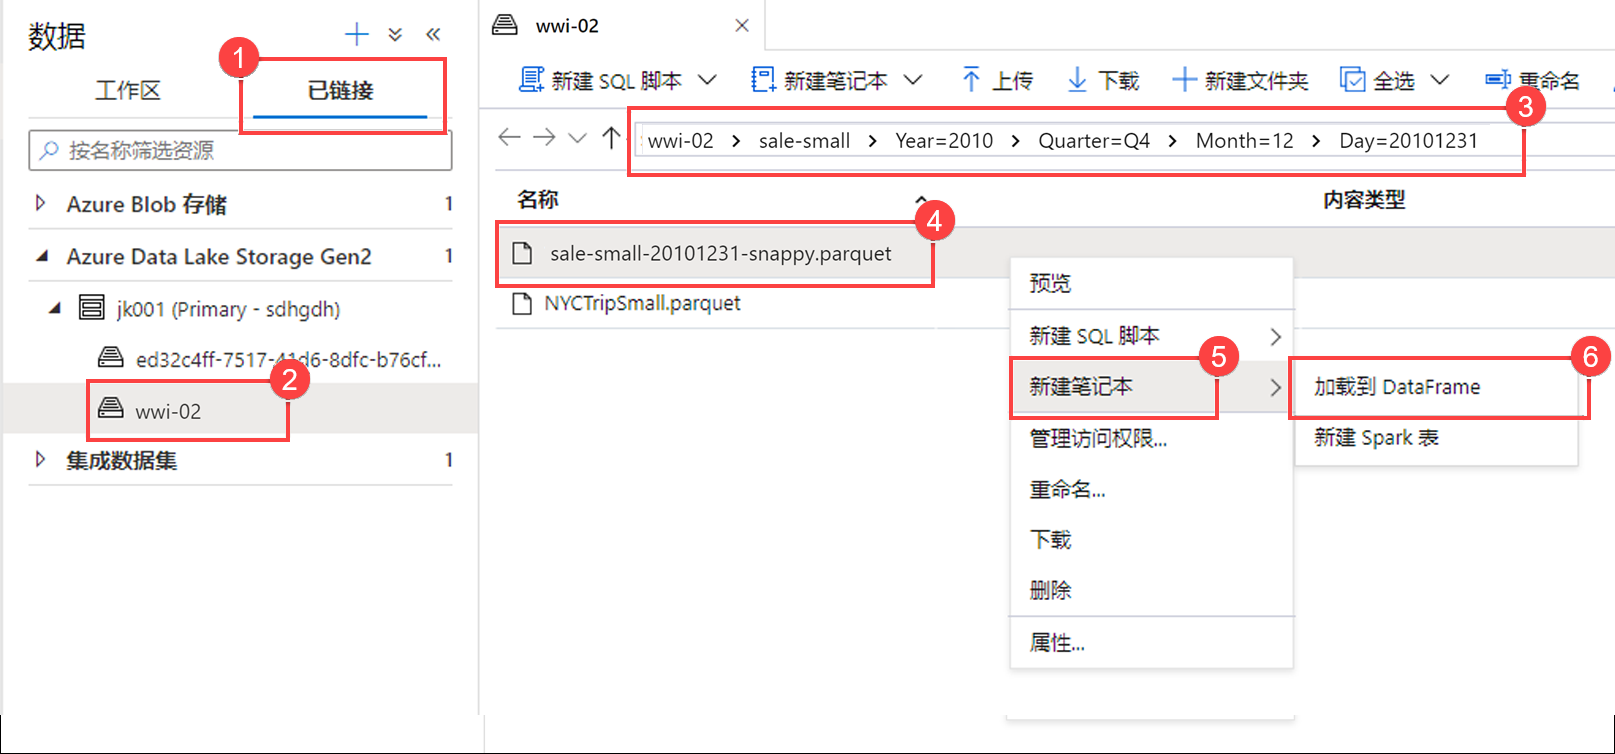 数据
1
工作区
已链接
按名称筛选资源
Azure Blob 存储 1
Azure Data Lake Storage Gen2 1
jk001 (Primary - sdhgdh)
ed32c4ff-7517-41d6-8dfc-b76cf...
2
wwi-02
集成数据集 1
wwi-02
新建 SQL 脚本 新建笔记本 上传 下载 新建文件夹 全选 重命名
3
wwi-02 > sale-small > Year=2010 > Quarter=Q4 > Month=12 > Day=20101231
名称 内容类型
4
sale-small-20101231-snappy.parquet
NYCTripSmall.parquet
预览
新建 SQL 脚本
5
新建笔记本
管理访问权限...
重命名...
下载
删除
属性...
6
加载到 DataFrame
新建 Spark 表